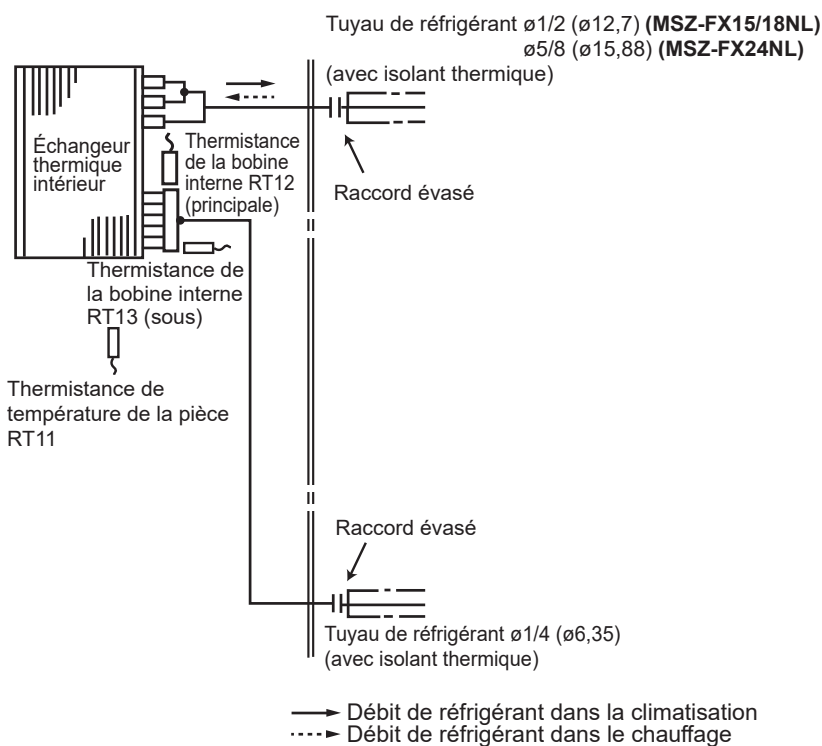 Tuyau de réfrigérant ø1/2 (ø12,7) (MSZ-FX15/18NL)
ø5/8 (ø15,88) (MSZ-FX24NL)
(avec isolant thermique)
Échangeur
thermique
intérieur
Thermistance
de la bobine
interne RT12
(principale)
Raccord évasé
Thermistance de
la bobine interne
RT13 (sous)
Thermistance de
température de la pièce
RT11
Raccord évasé
Tuyau de réfrigérant ø1/4 (ø6,35)
(avec isolant thermique)
Débit de réfrigérant dans la climatisation
Débit de réfrigérant dans le chauffage